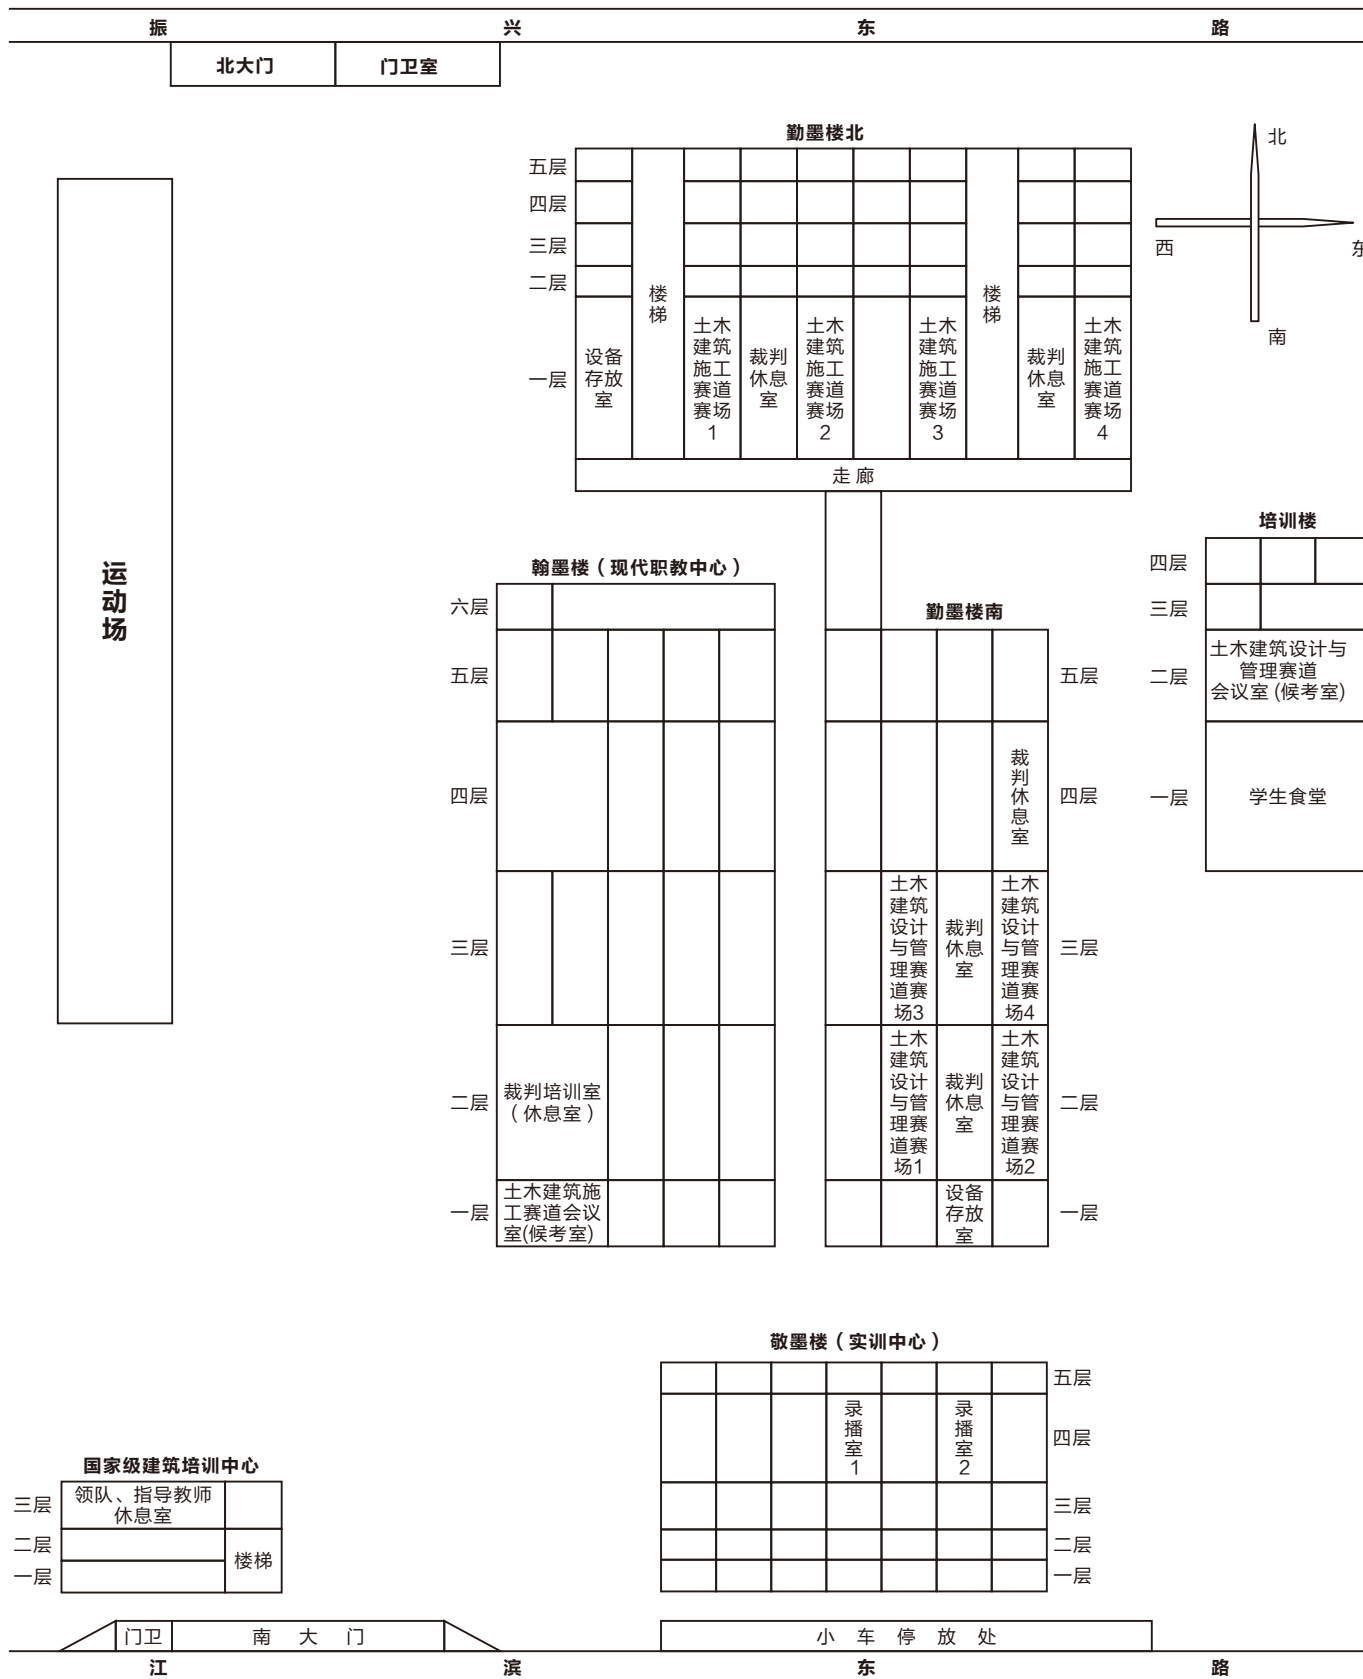 振兴东路
北大门
门卫室
勤墨楼北
北
西
东
南
五层
四层
三层
二层
一层
楼
梯
楼
梯
设备
存放
室
土木
建筑
施工
赛道
赛场
1
裁判
休息
室
土木
建筑
施工
赛道
赛场
2
土木
建筑
施工
赛道
赛场
3
裁判
休息
室
土木
建筑
施工
赛道
赛场
4
走廊
运
动
场
翰墨楼（现代职教中心）
六层
五层
四层
三层
二层
一层
裁判培训室
（休息室）
土木建筑施
工赛道会议
室(候考室)
勤墨楼南
五层
四层
三层
二层
一层
裁
判
休
息
室
土木
建筑
设计
与管
理赛
道赛
场3
裁判
休息
室
土木
建筑
设计
与管
理赛
道赛
场4
土木
建筑
设计
与管
理赛
道赛
场1
裁判
休息
室
土木
建筑
设计
与管
理赛
道赛
场2
设备
存放
室
培训楼
四层
三层
二层
一层
土木建筑设计与
管理赛道
会议室(候考室)
学生食堂
敬墨楼（实训中心）
五层
四层
三层
二层
一层
录
播
室
1
录
播
室
2
国家级建筑培训中心
三层
二层
一层
领队、指导教师
休息室
楼梯
门卫
南大门
小车停放处
江滨东路